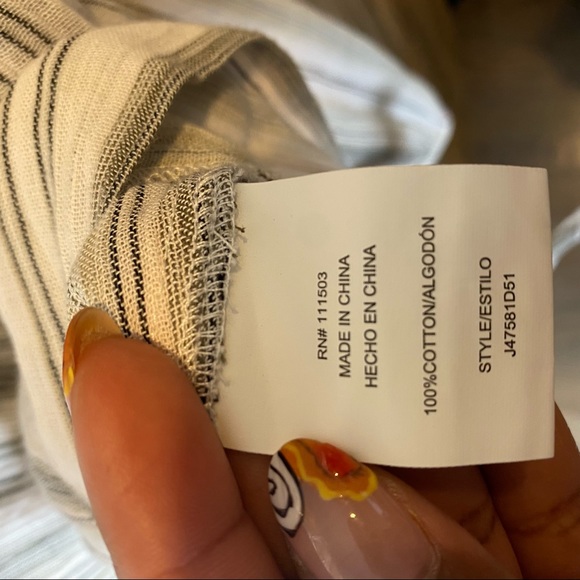 RN# 111503
MADE IN CHINA
HECHO EN CHINA
100%COTTON/ALGODÓN
STYLE/ESTILO
J47581D51